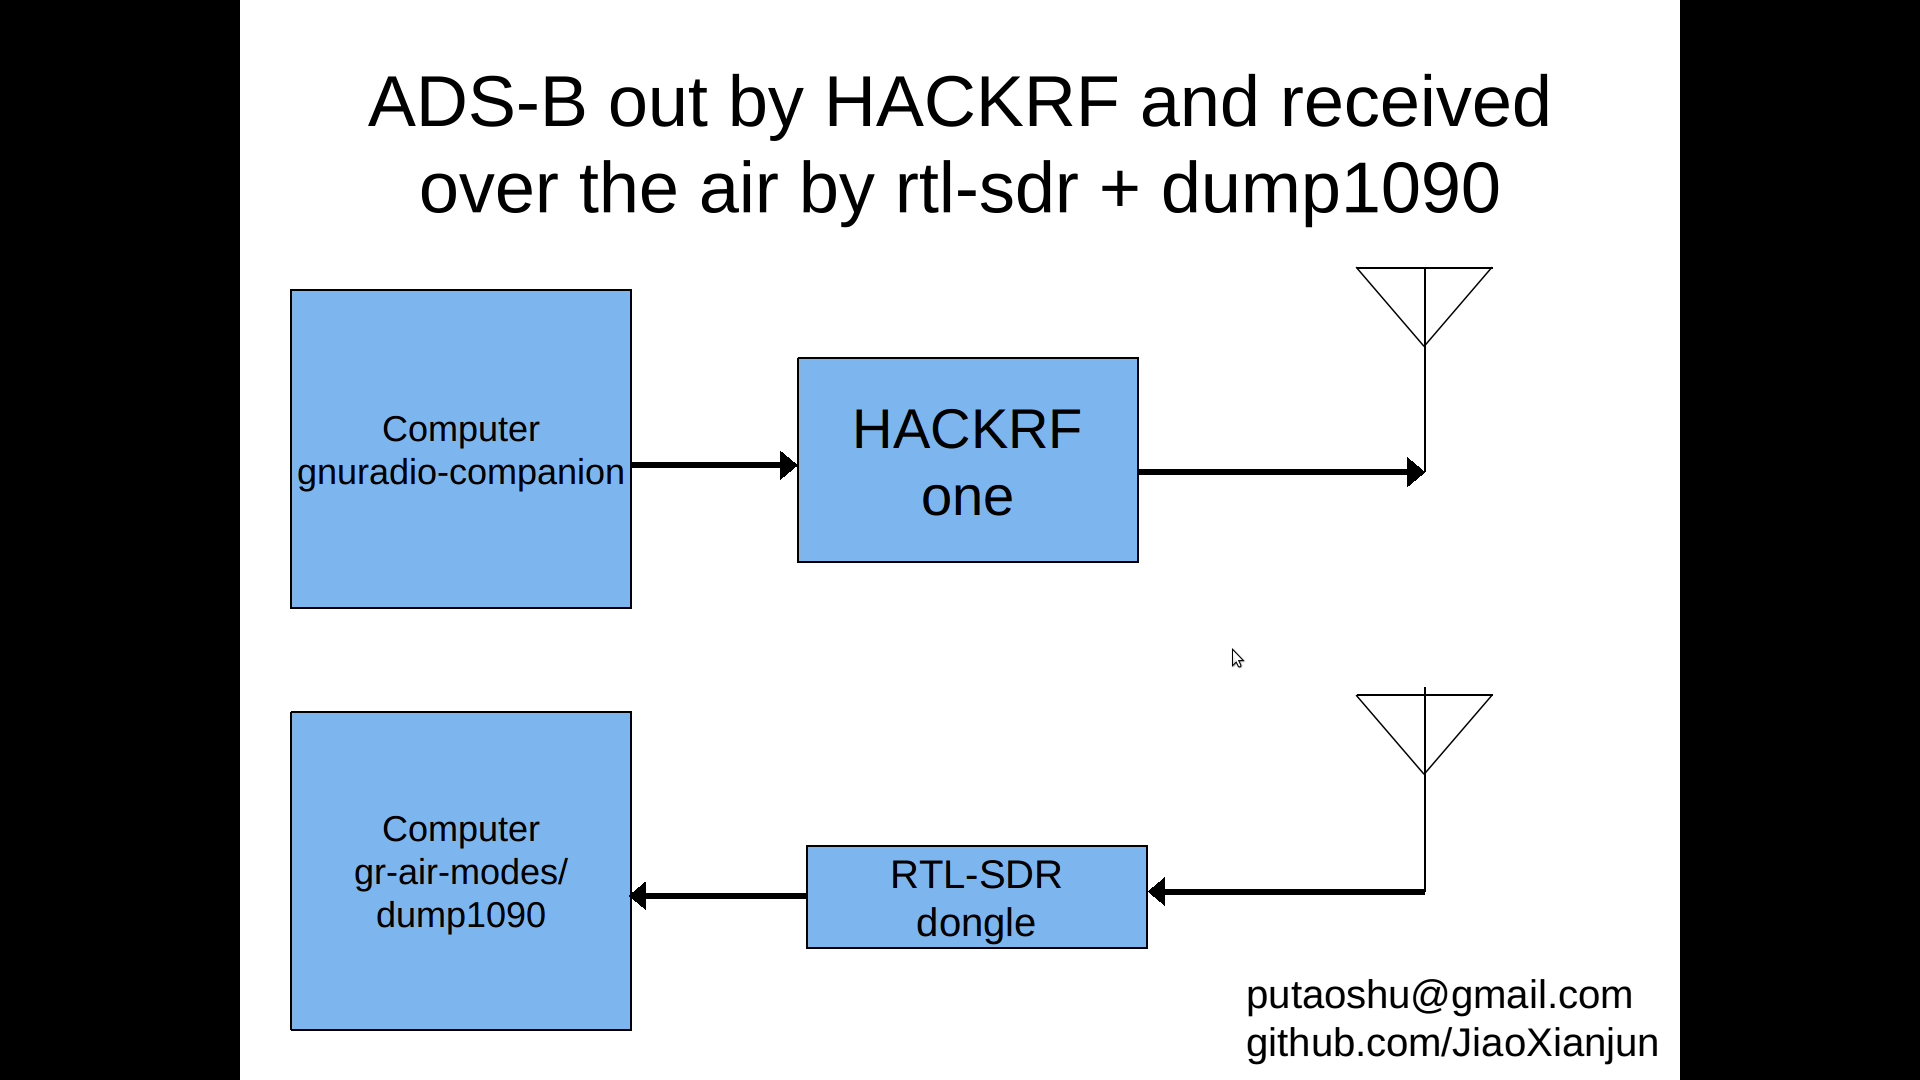 ADS-B out by HACKRF and received
over the air by rtl-sdr + dump1090
Computer
gnuradio-companion
HACKRF
one
Computer
gr-air-modes/
dump1090
RTL-SDR
dongle
putaoshu@gmail.com
github.com/JiaoXianjun